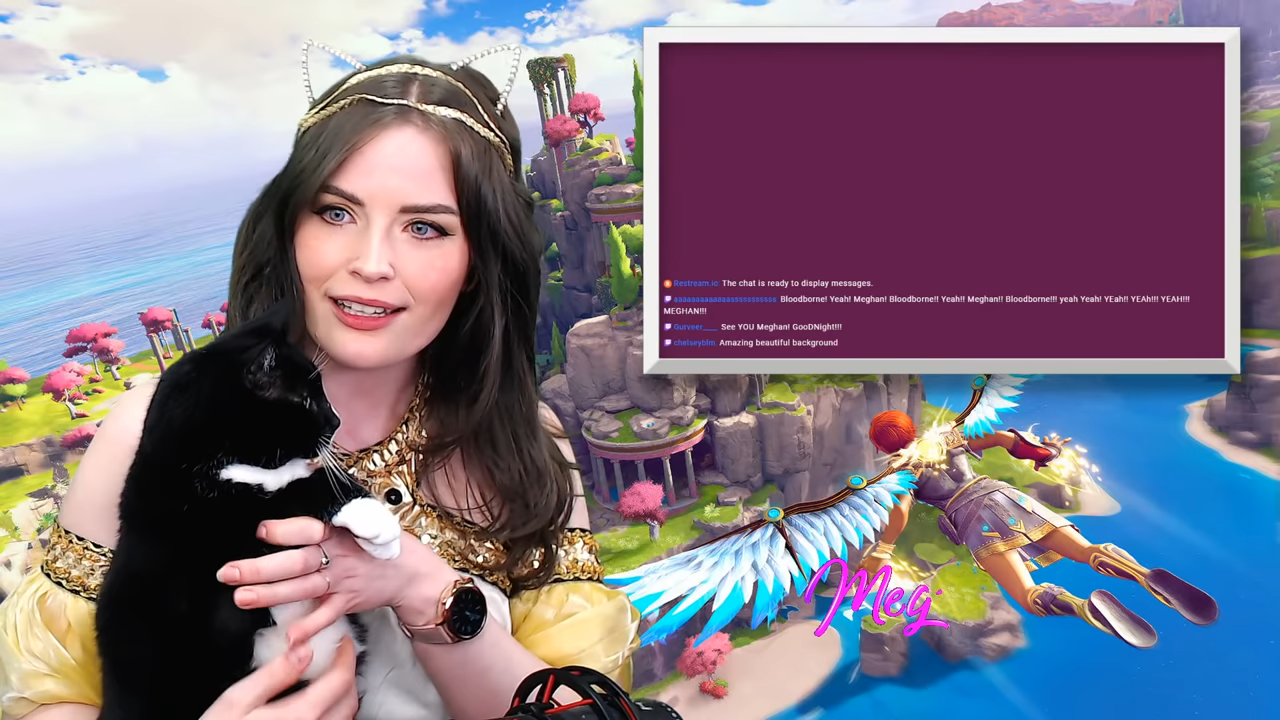 Restream.io The chat is ready to display messages.
Bloodborne! Yeah! Meghan! Bloodborne!! Yeah!! Meghan!! Bloodborne!!! yeah Yeah! YEah!! YEAh!!! YEAH!!!
MEGHAN!!!
Gurveer____ See YOU Meghan! GooDNight!!!
chelseyblm Amazing beautiful background
Meg